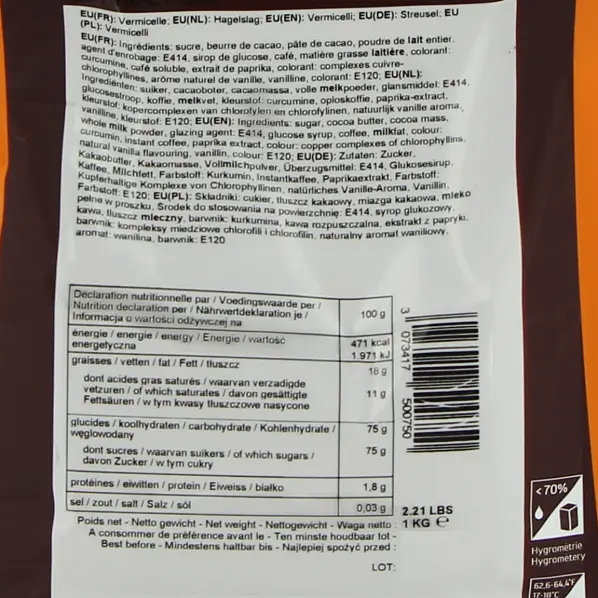 EU(FR): Vermicelle; EU(NL): Hagelslag; EU(EN): Vermicelli; EU(DE): Streusel; EU
(PL): Vermicelli
EU(FR): Ingrédients: sucre, beurre de cacao, pâte de cacao, poudre de lait entier,
agent d'enrobage: E414, sirop de glucose, café, matière grasse laitière, colorant:
curcumine, café soluble, extrait de paprika, colorant: complexes cuivre-
chlorophyllines, arôme naturel de vanille, vanilline, colorant: E120; EU(NL):
Ingrediënten: suiker, cacaoboter, cacaomassa, volle melkpoeder, glansmiddel: E414,
glucosestroop, koffie, melkvet, kleurstof: curcumine, oploskoffie, paprika-extract,
kleurstof: kopercomplexen van chlorofylen en chlorofylinen, natuurlijk vanille aroma,
vanilline, kleurstof: E120; EU(EN): Ingredients: sugar, cocoa butter, cocoa mass,
whole milk powder, glazing agent: E414, glucose syrup, coffee, milkfat, colour:
curcumin, instant coffee, paprika extract, colour: copper complexes of chlorophyllins,
natural vanilla flavouring, vanillin, colour: E120; EU(DE): Zutaten: Zucker,
Kakaobutter, Kakaomasse, Vollmilchpulver, Überzugsmittel: E414, Glukosesirup,
Kaffee, Milchfett, Farbstoff: Kurkumin, Instantkaffee, Paprikaextrakt, Farbstoff:
Kupferhaltige Komplexe von Chlorophyllinen, natürliches Vanille-Aroma, Vanillin,
Farbstoff: E120; EU(PL): Składniki: cukier, tłuszcz kakaowy, miazga kakaowa, mleko
pełne w proszku, Środek do stosowania na powierzchnię: E414, syrop glukozowy,
kawa, tłuszcz mleczny, barwnik: kurkumina, kawa rozpuszczalna, ekstrakt z papryki,
barwnik: kompleksy miedziowe chlorofili i chlorofilin, naturalny aromat waniliowy,
aromat: wanilina, barwnik: E120
Déclaration nutritionnelle par / Voedingswaarde per /
Nutrition declaration per / Nährwertdeklaration je /
Informacja o wartości odżywczej na
100 g
énergie / energie / energy / Energie / wartość
energetyczna
471 kcal
1.971 kJ
graisses / vetten / fat / Fett / tłuszcz
18 g
dont acides gras saturés / waarvan verzadigde
vetzuren / of which saturates / davon gesättigte
Fettsäuren / w tym kwasy tłuszczowe nasycone
11 g
glucides / koolhydraten / carbohydrate / Kohlenhydrate /
węglowodany
75 g
dont sucres / waarvan suikers / of which sugars /
davon Zucker / w tym cukry
75 g
protéines / eiwitten / protein / Eiweiss / białko
1,8 g
sel / zout / salt / Salz / sól
0,03 g
3 073417 500750
2.21 LBS
Poids net - Netto gewicht - Net weight - Nettogewicht - Waga netto : 1 KG e
A consommer de préférence avant le - Ten minste houdbaar tot -
Best before - Mindestens haltbar bis - Najlepiej spożyć przed :
LOT:
<70%
Hygrométrie
Hygrometery
62,6-64,4°F
17-18°C